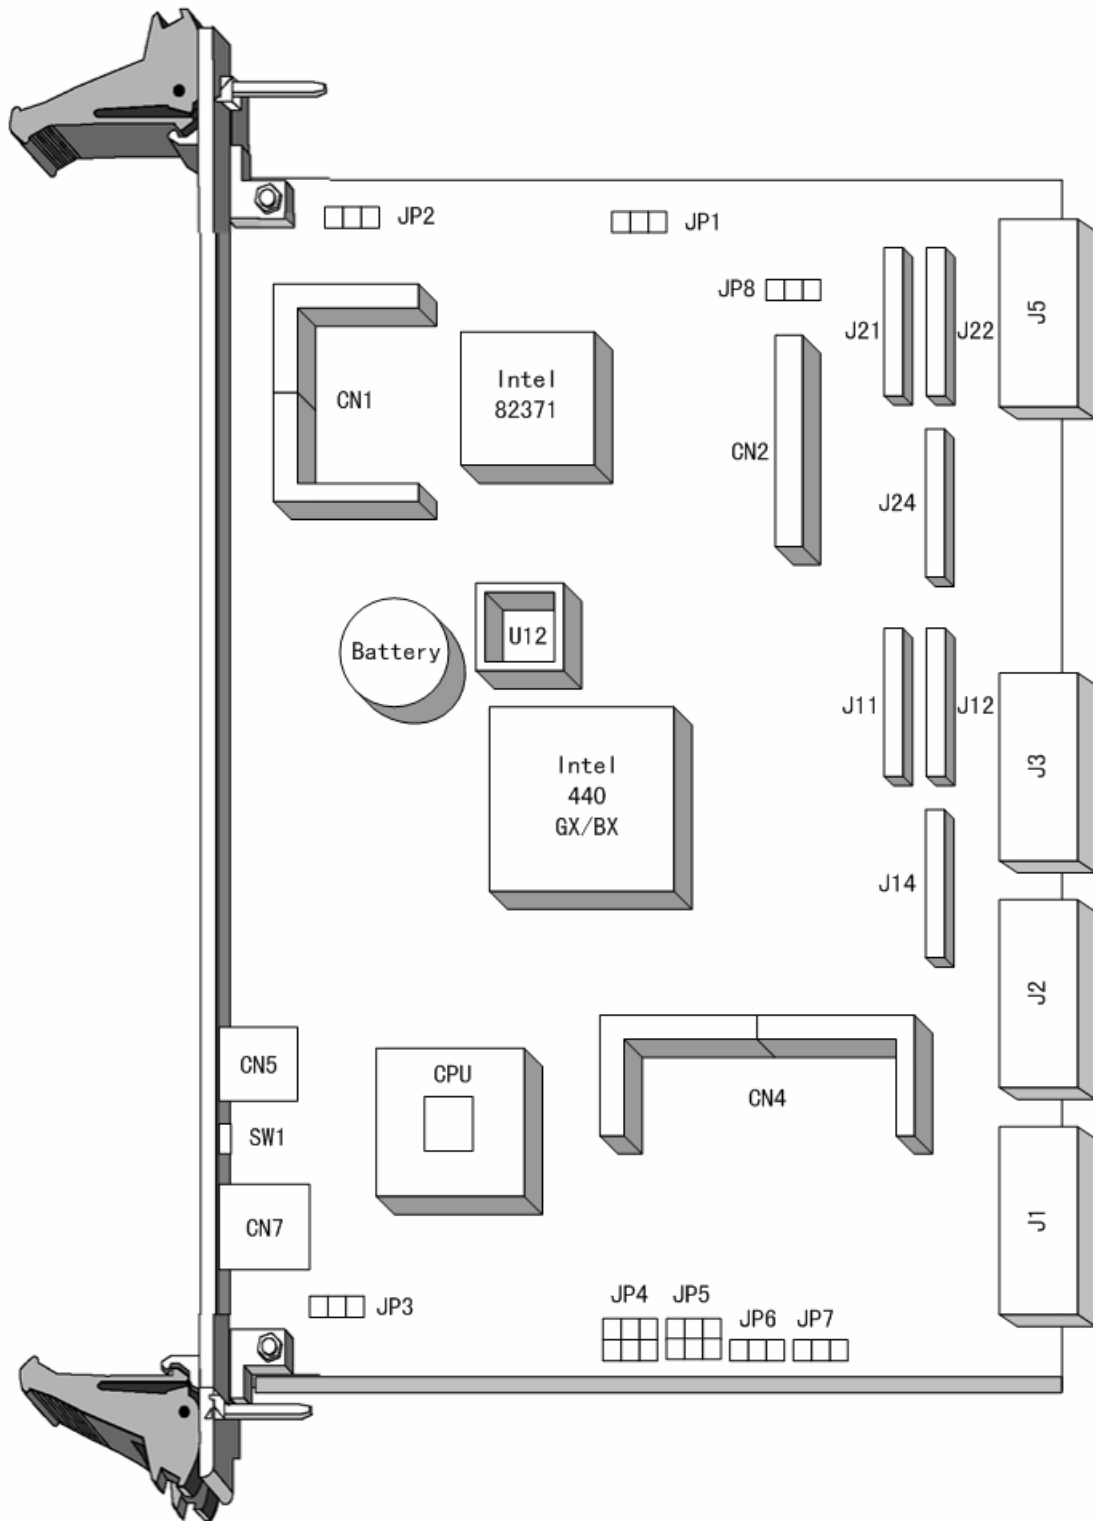 JP2
JP1
JP8
J21
J22
J5
Intel
82371
CN1
CN2
J24
U12
Battery
J11
J12
J3
Intel
440
GX/BX
J14
J2
CN5
CPU
CN4
SW1
CN7
J1
JP3
JP4
JP5
JP6
JP7